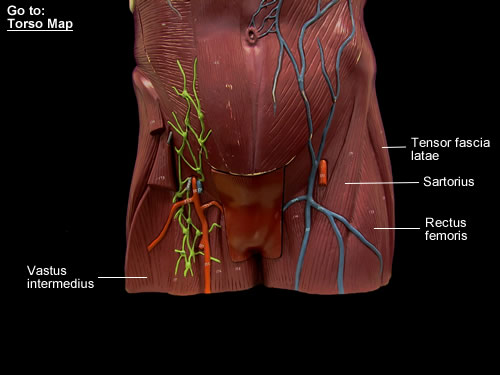 Go to:
Torso Map
Tensor fascia
latae
Sartorius
Rectus
femoris
Vastus
intermedius